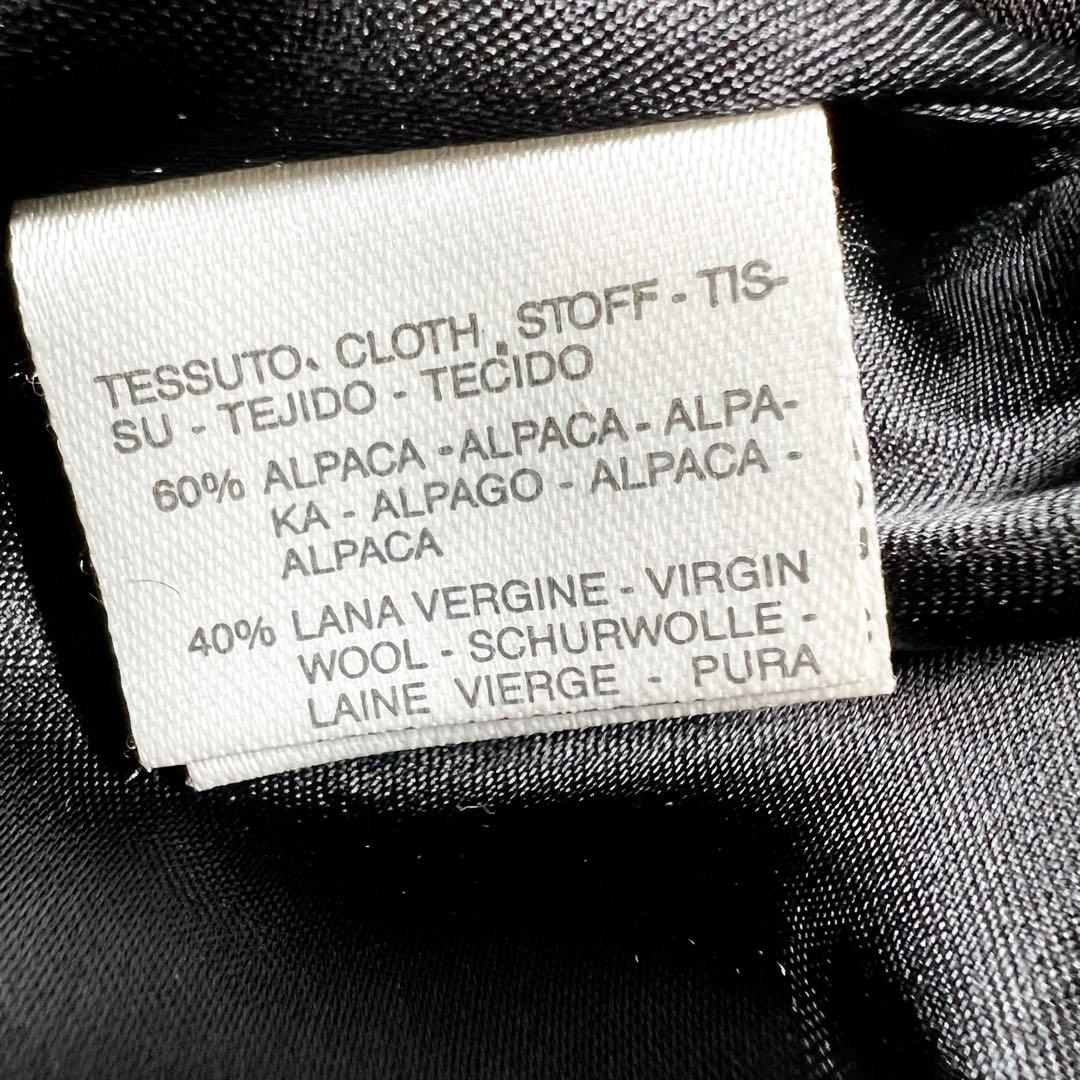 TESSUTO, CLOTH, STOFF - TIS-
SU - TEJIDO - TECIDO
60% ALPACA - ALPACA - ALPA-
KA - ALPAGO - ALPACA -
ALPACA
40% LANA VERGINE - VIRGIN
WOOL - SCHURWOLLE -
LAINE VIERGE - PURA